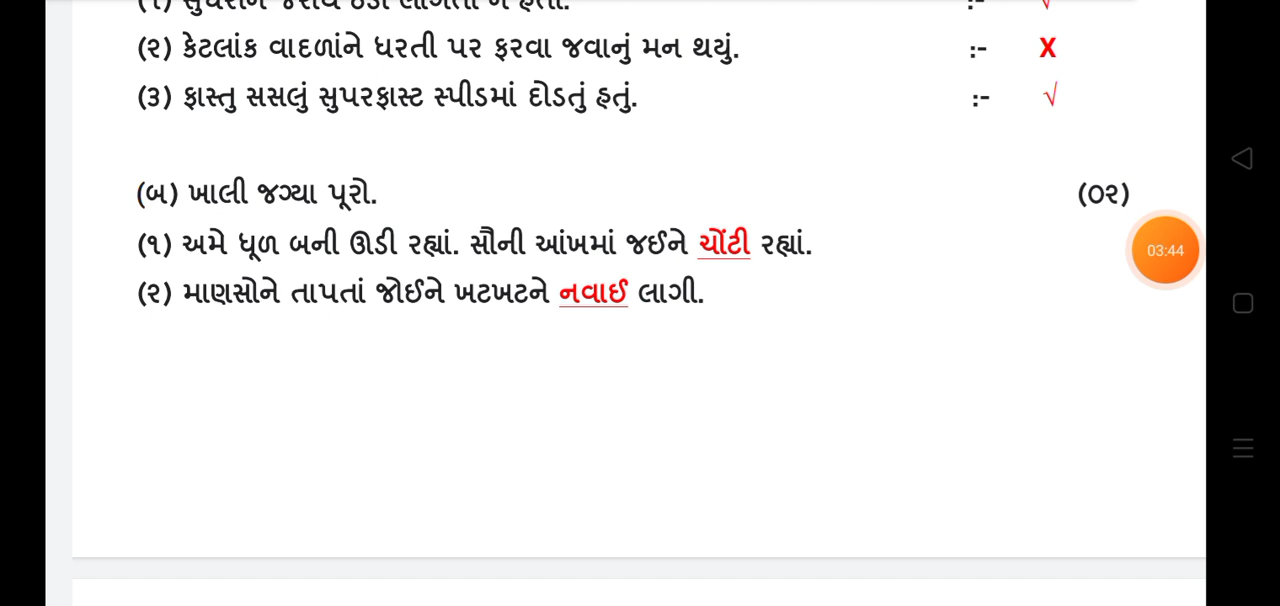 (૨) કેટલાંક વાદળાંને ધરતી પર ફરવા જવાનું મન થયું. :- X
(૩) ફાસ્તુ સસલું સુપરફાસ્ટ સ્પીડમાં દોડતું હતું. :- √
(બ) ખાલી જગ્યા પૂરો. (૦૨)
(૧) અમે ધૂળ બની ઊડી રહ્યાં. સૌની આંખમાં જઈને ચોંટી રહ્યાં.
03:44
(૨) માણસોને તાપતાં જોઈને ખટખટને નવાઈ લાગી.